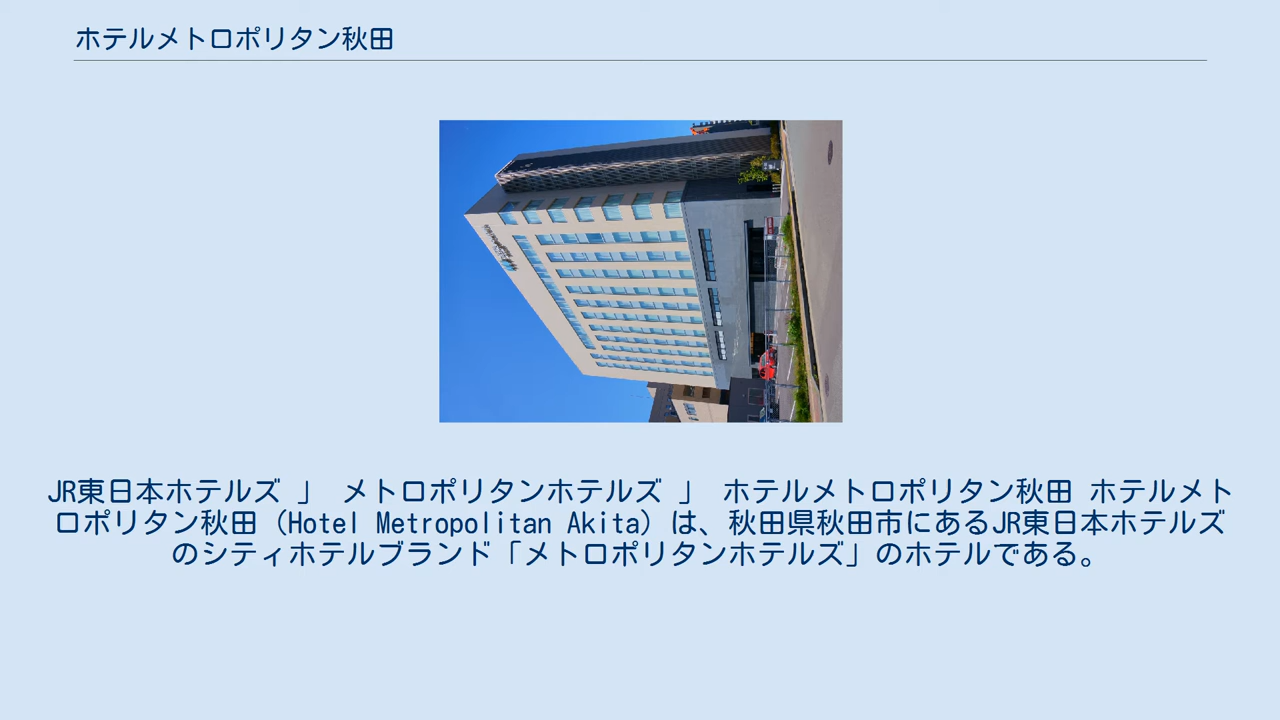 ホテルメトロポリタン秋田
JR東日本ホテルズ 」 メトロポリタンホテルズ 」 ホテルメトロポリタン秋田 ホテルメト
ロポリタン秋田（Hotel Metropolitan Akita）は、秋田県秋田市にあるJR東日本ホテルズ
のシティホテルブランド「メトロポリタンホテルズ」のホテルである。